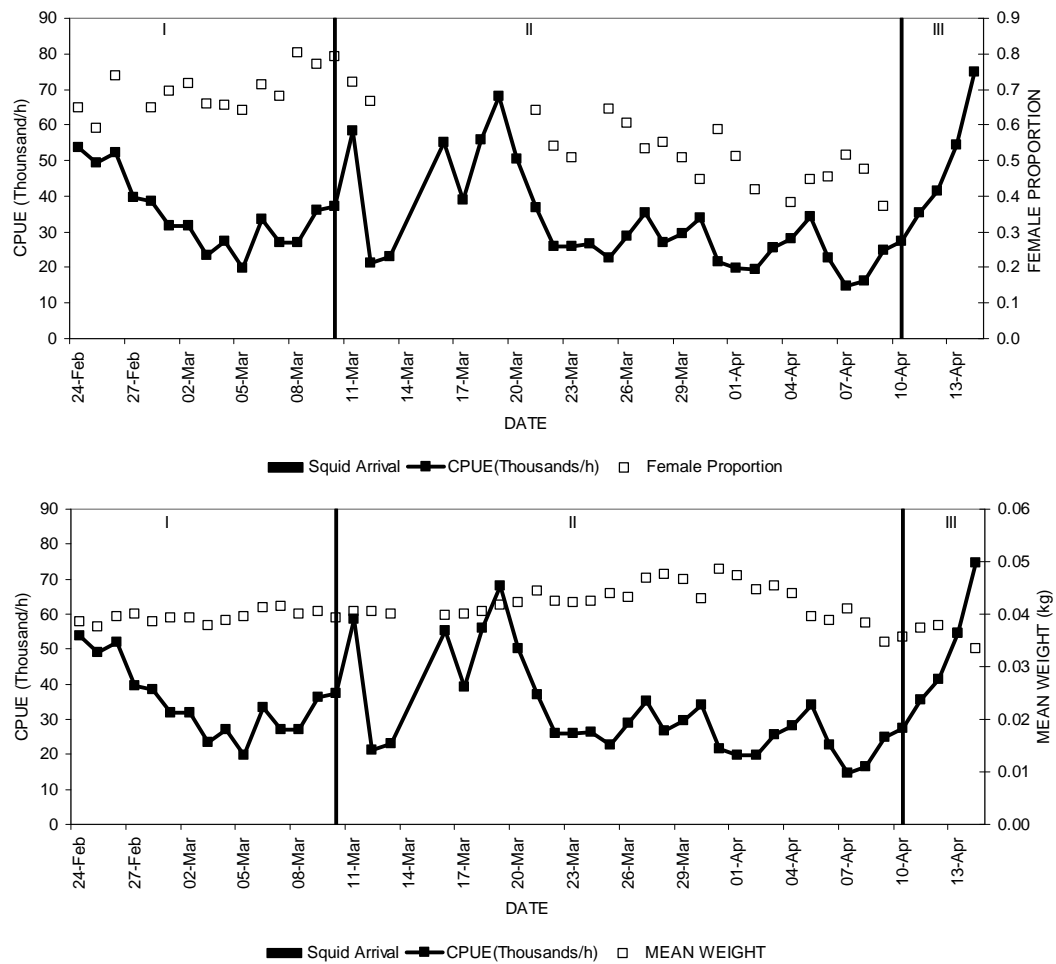 I II III
90 80 70 60 50 40 30 20 10 0
CPUE (Thounsand/h)
0.9 0.8 0.7 0.6 0.5 0.4 0.3 0.2 0.1 0.0
FEMALE PROPORTION
24-Feb 27-Feb 02-Mar 05-Mar 08-Mar 11-Mar 14-Mar 17-Mar 20-Mar 23-Mar 26-Mar 29-Mar 01-Apr 04-Apr 07-Apr 10-Apr 13-Apr
DATE
Squid Arrival CPUE(Thousands/h) Female Proportion
I II III
90 80 70 60 50 40 30 20 10 0
CPUE (Thousand/h)
0.06 0.05 0.04 0.03 0.02 0.01 0.00
MEAN WEIGHT (kg)
24-Feb 27-Feb 02-Mar 05-Mar 08-Mar 11-Mar 14-Mar 17-Mar 20-Mar 23-Mar 26-Mar 29-Mar 01-Apr 04-Apr 07-Apr 10-Apr 13-Apr
DATE
Squid Arrival CPUE(Thousands/h) MEAN WEIGHT